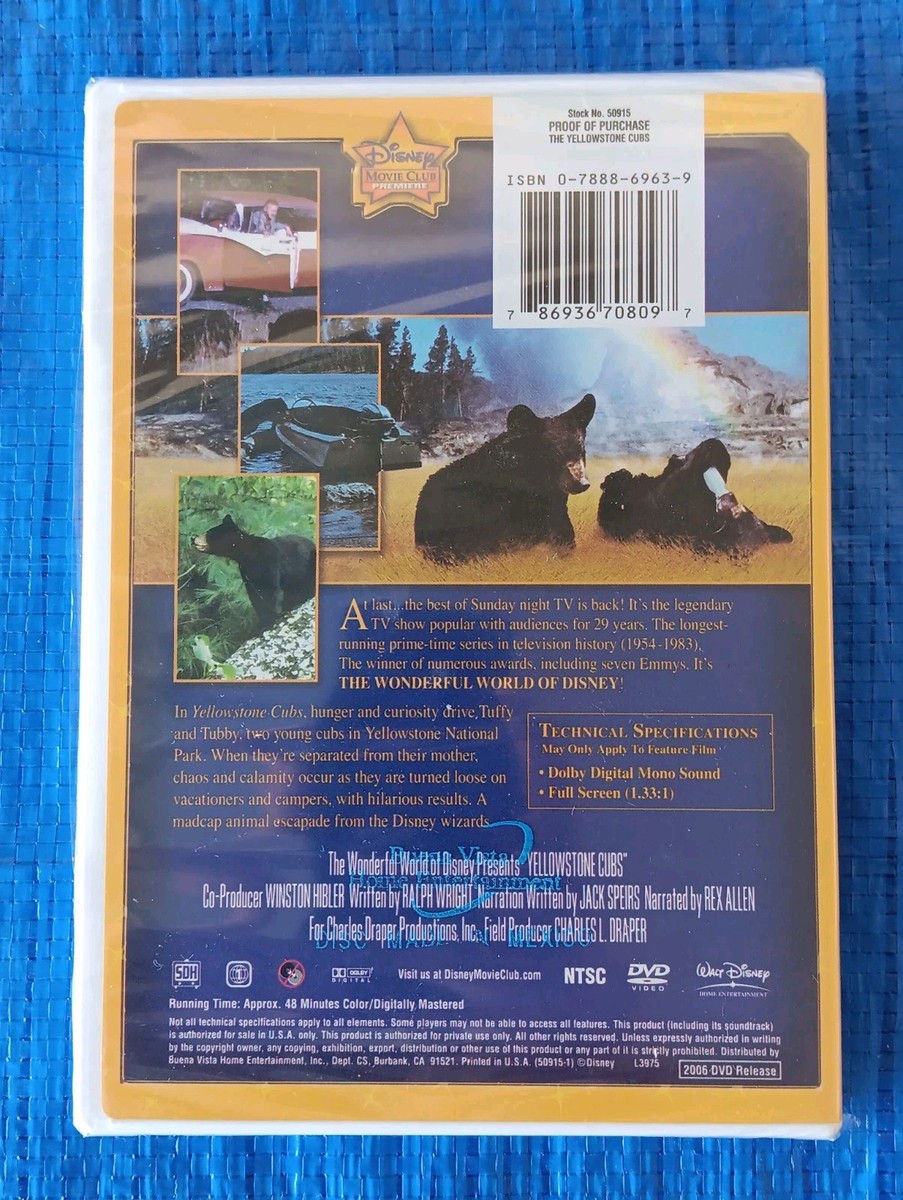 Stock No. 50915
PROOF OF PURCHASE
THE YELLOWSTONE CUBS
ISBN 0-7888-6963-9
7 86936 70809 7
Disney
MOVIE CLUB
PREMIERE
At last...the best of Sunday night TV is back! It's the legendary
TV show popular with audiences for 29 years. The longest-
running prime-time series in television history (1954-1983),
The winner of numerous awards, including seven Emmys. It's
THE WONDERFUL WORLD OF DISNEY!
In Yellowstone Cubs, hunger and curiosity drive Tuffy
and Tubby, two young cubs in Yellowstone National
Park. When they're separated from their mother,
chaos and calamity occur as they are turned loose on
vacationers and campers, with hilarious results. A
madcap animal escapade from the Disney wizards.
TECHNICAL SPECIFICATIONS
May Only Apply To Feature Film
• Dolby Digital Mono Sound
• Full Screen (1.33:1)
Buena Vista
Home Entertainment
DISC MADE IN MEXICO
The Wonderful World of Disney Presents "YELLOWSTONE CUBS"
Co-Producer WINSTON HIBLER Written by RALPH WRIGHT Narration Written by JACK SPEIRS Narrated by REX ALLEN
For Charles Draper Productions, Inc., Field Producer CHARLES L. DRAPER
SDH
1
DOLBY
DIGITAL
Visit us at DisneyMovieClub.com
NTSC
DVD
VIDEO
Walt Disney
HOME ENTERTAINMENT
Running Time: Approx. 48 Minutes Color/Digitally Mastered
Not all technical specifications apply to all elements. Some players may not be able to access all features. This product (including its soundtrack)
is authorized for sale in U.S.A. only. This product is authorized for private use only. All other rights reserved. Unless expressly authorized in writing
by the copyright owner, any copying, exhibition, export, distribution or other use of this product or any part of it is strictly prohibited. Distributed by
Buena Vista Home Entertainment, Inc., Dept. CS, Burbank, CA 91521. Printed in U.S.A. (50915-1) ©Disney L3975
2006 DVD Release